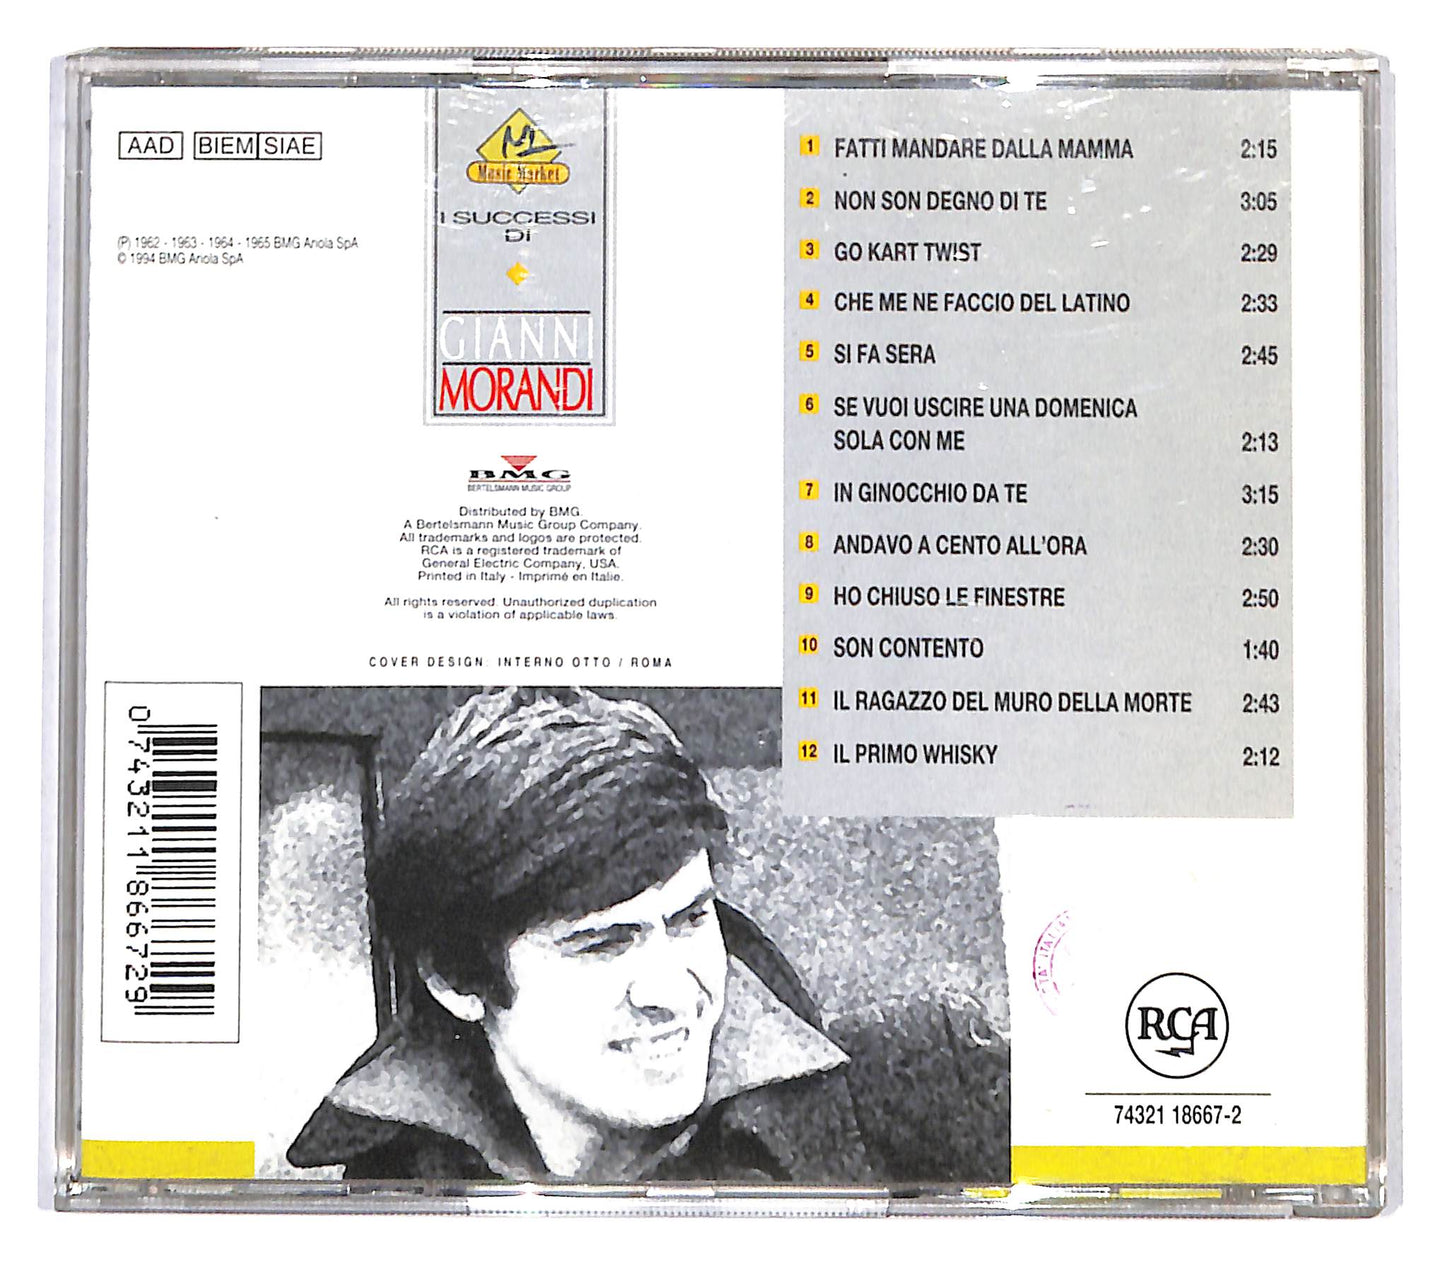 AAD BIEM SIAE
(P) 1962 - 1963 - 1964 - 1965 BMG Ariola SpA
© 1994 BMG Ariola SpA
Music Market
I SUCCESSI
Di
GIANNI
MORANDI
BMG
BERTELSMANN MUSIC GROUP
Distributed by BMG.
A Bertelsmann Music Group Company.
All trademarks and logos are protected.
RCA is a registered trademark of
General Electric Company, USA.
Printed in Italy - Imprimé en Italie.
All rights reserved. Unauthorized duplication
is a violation of applicable laws.
COVER DESIGN: INTERNO OTTO / ROMA
0 743211 866729
1 FATTI MANDARE DALLA MAMMA 2:15
2 NON SON DEGNO DI TE 3:05
3 GO KART TWIST 2:29
4 CHE ME NE FACCIO DEL LATINO 2:33
5 SI FA SERA 2:45
6 SE VUOI USCIRE UNA DOMENICA
SOLA CON ME 2:13
7 IN GINOCCHIO DA TE 3:15
8 ANDAVO A CENTO ALL'ORA 2:30
9 HO CHIUSO LE FINESTRE 2:50
10 SON CONTENTO 1:40
11 IL RAGAZZO DEL MURO DELLA MORTE 2:43
12 IL PRIMO WHISKY 2:12
RCA
74321 18667-2